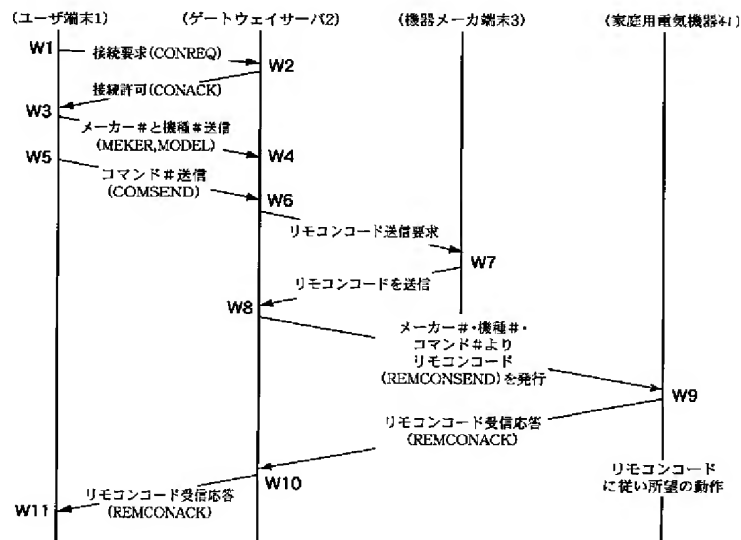 (ユーザ端末1)
(ゲートウェイサーバ2)
(機器メーカ端末3)
(家庭用電気機器41)
W1
接続要求(CONREQ)
W2
接続許可(CONACK)
W3
メーカー#と機種#送信
(MEKER,MODEL)
W4
W5
コマンド#送信
(COMSEND)
W6
リモコンコード送信要求
W7
リモコンコードを送信
W8
メーカー#・機種#・
コマンド#より
リモコンコード
(REMCONSEND)を発行
W9
リモコンコード受信応答
(REMCONACK)
W10
リモコンコード
に従い所望の動作
リモコンコード受信応答
(REMCONACK)
W11